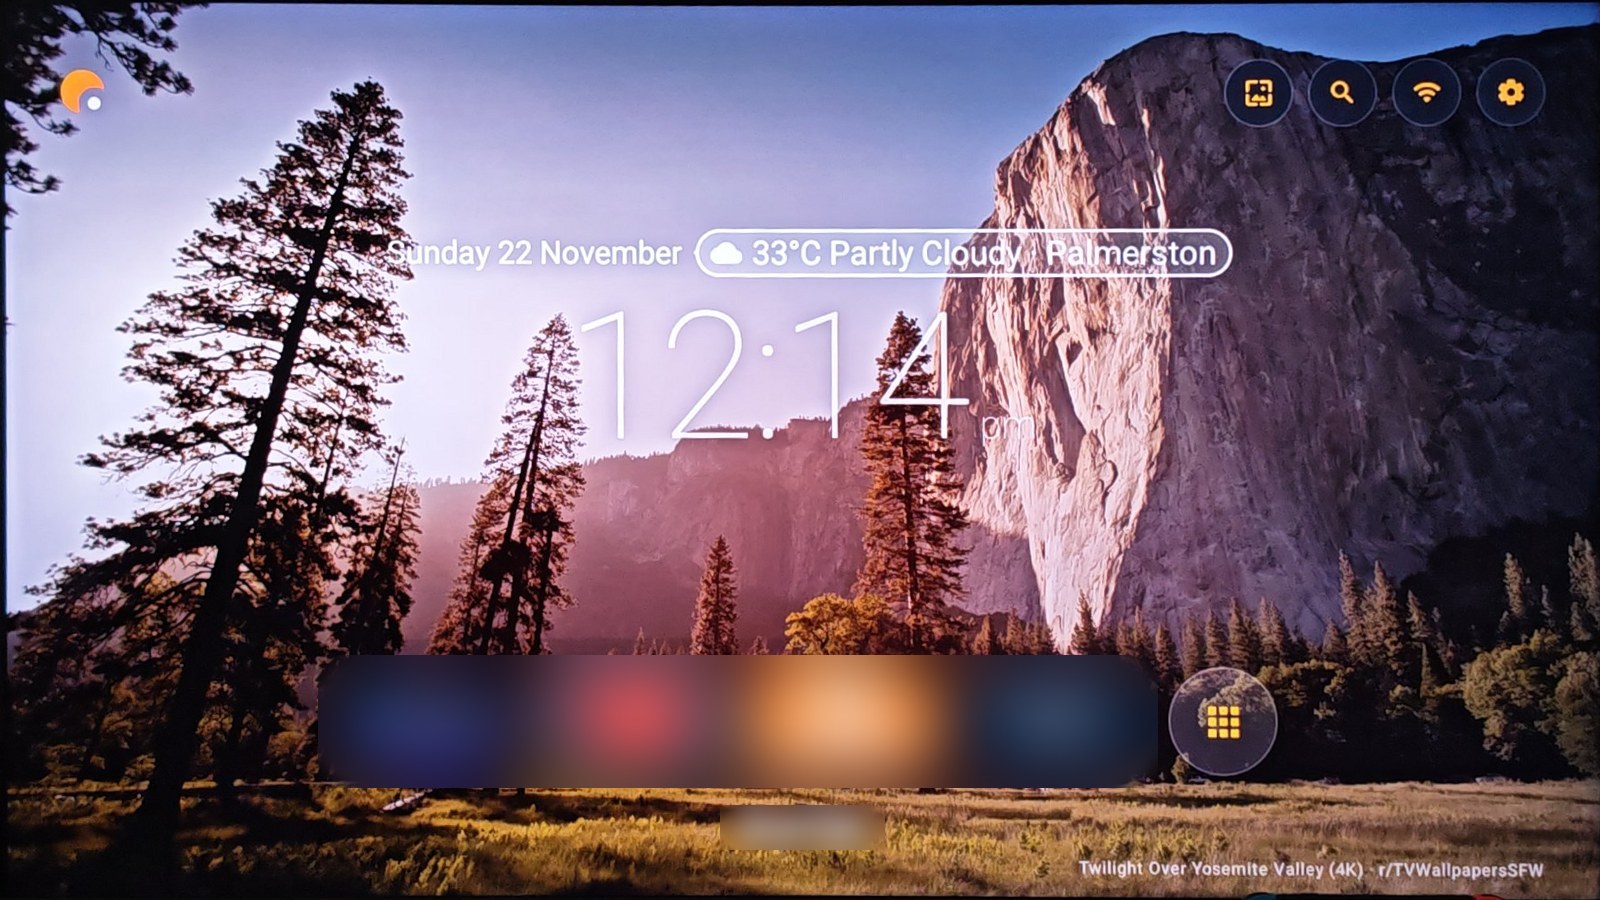 Sunday 22 November · 33°C Partly Cloudy · Palmerston
12:14 pm
Twilight Over Yosemite Valley (4K) · r/TVWallpapersSFW